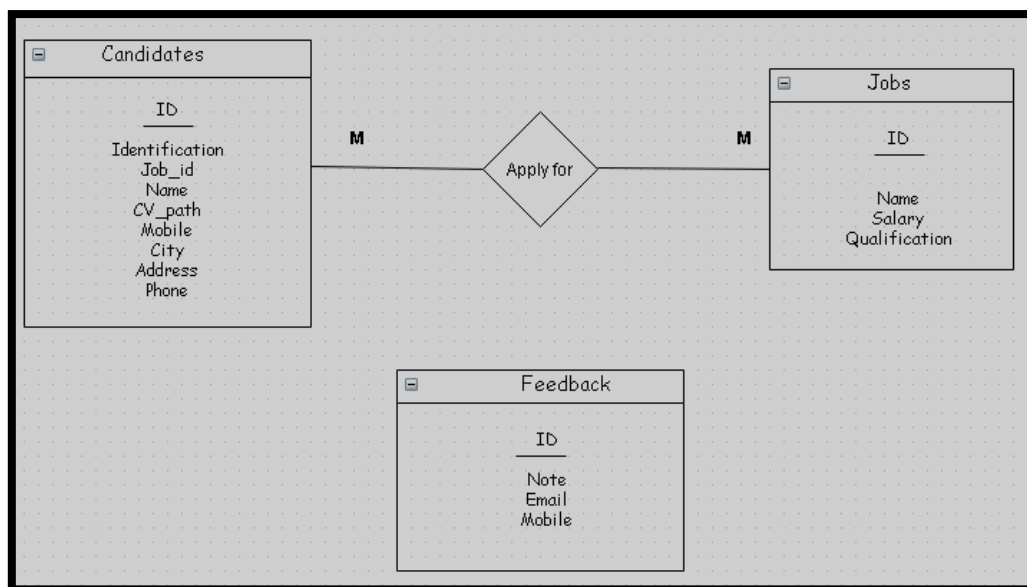 Candidates
ID
Identification
Job_id
Name
CV_path
Mobile
City
Address
Phone
M
Apply for
M
Jobs
ID
Name
Salary
Qualification
Feedback
ID
Note
Email
Mobile